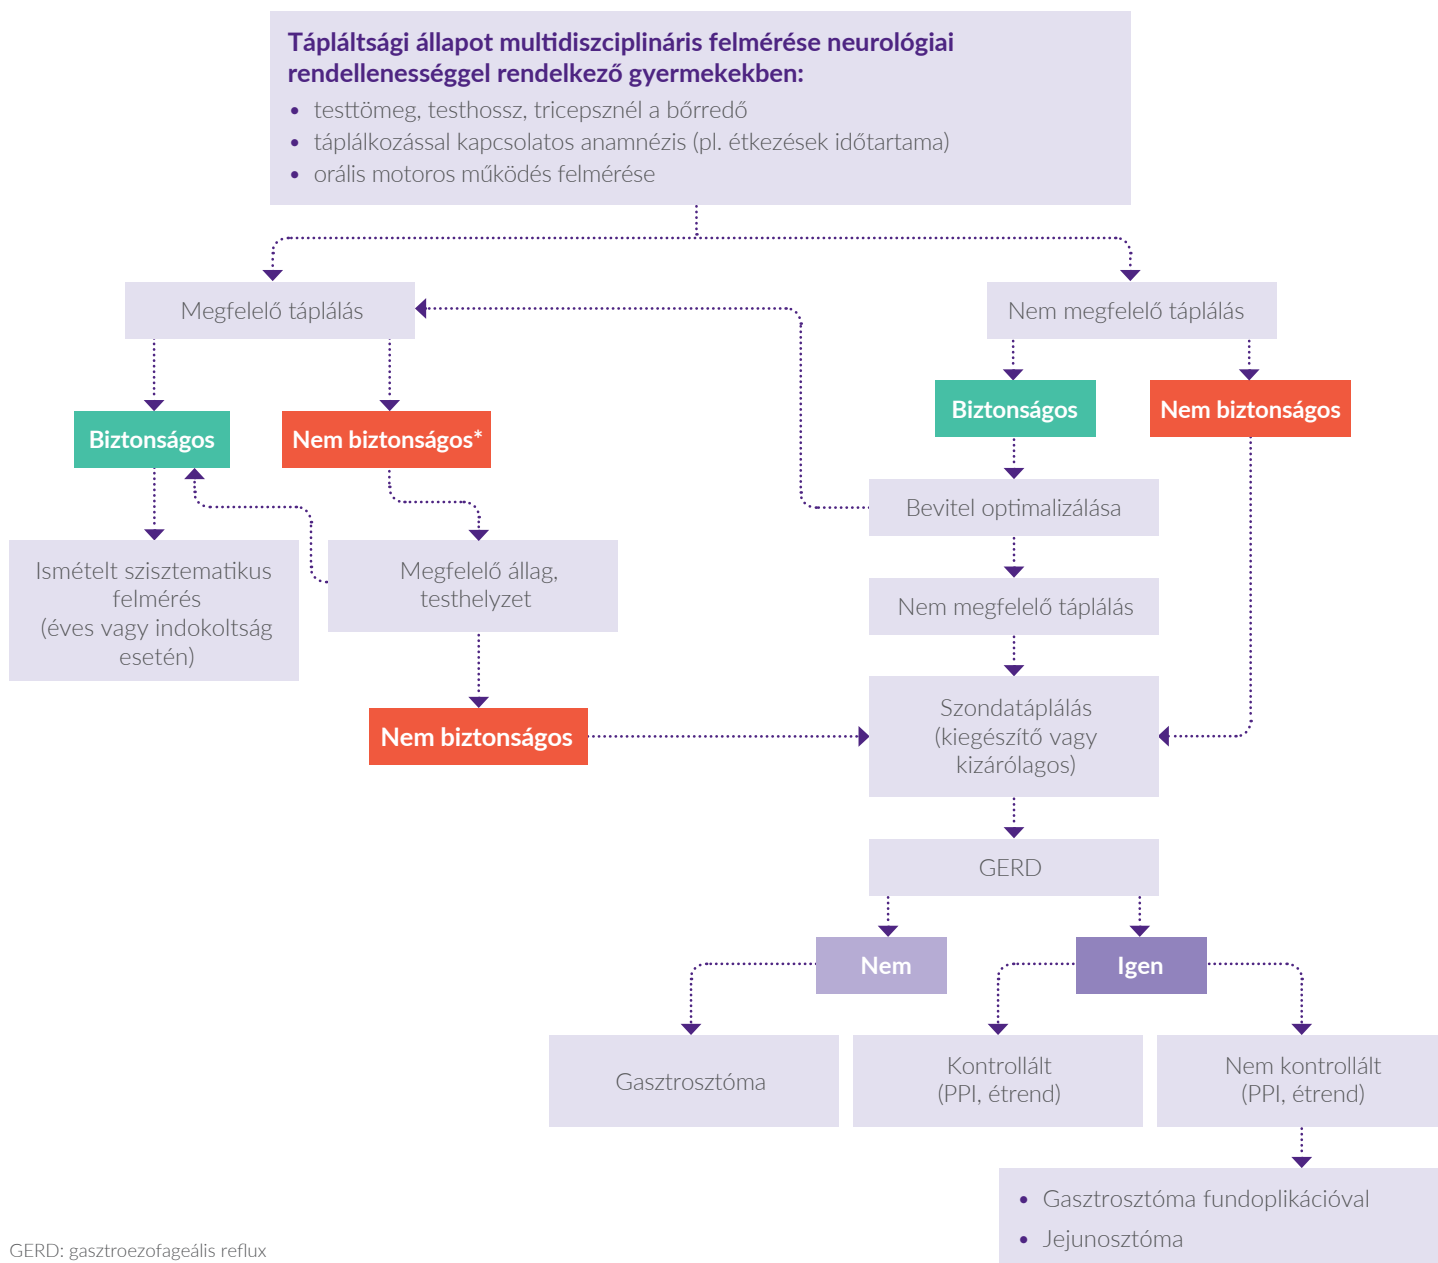 Tápláltsági állapot multidiszciplináris felmérése neurológiai
rendellenességgel rendelkező gyermekekben:
• testtömeg, testhossz, tricepsznél a bőrredő
• táplálkozással kapcsolatos anamnézis (pl. étkezések időtartama)
• orális motoros működés felmérése
Megfelelő táplálás
Nem megfelelő táplálás
Biztonságos
Nem biztonságos
Biztonságos
Nem biztonságos*
Bevitel optimalizálása
Ismételt szisztematikus
felmérés
(éves vagy indokoltság
esetén)
Megfelelő állag,
testhelyzet
Nem megfelelő táplálás
Nem biztonságos
Szondatáplálás
(kiegészítő vagy
kizárólagos)
GERD
Nem
Igen
Gasztrosztóma
Kontrollált
(PPI, étrend)
Nem kontrollált
(PPI, étrend)
• Gasztrosztóma fundoplikációval
• Jejunosztóma
GERD: gasztroezofageális reflux